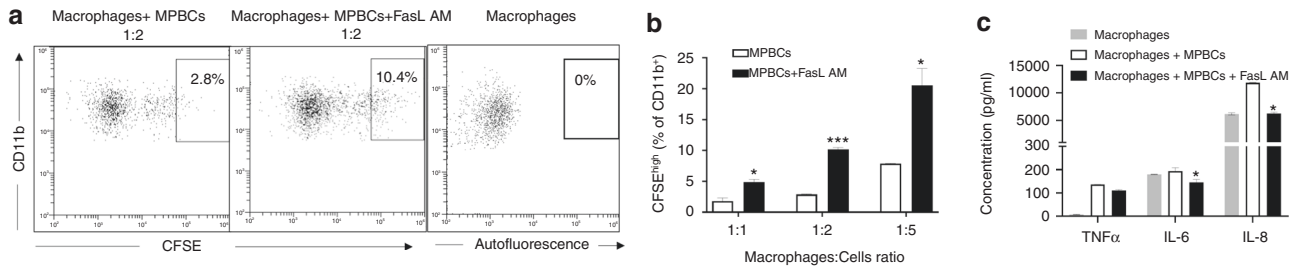 a
Macrophages+ MPBCs
1:2
Macrophages+ MPBCs+FasL AM
1:2
Macrophages
2.8%
10.4%
0%
CD11b
CFSE
Autofluorescence
b
MPBCs
MPBCs+FasL AM
CFSEhigh (% of CD11b+)
25
20
15
10
5
0
*
***
*
1:1
1:2
1:5
Macrophages:Cells ratio
c
Macrophages
Macrophages + MPBCs
Macrophages + MPBCs + FasL AM
Concentration (pg/ml)
15000
10000
5000
300
200
100
0
*
*
TNFα
IL-6
IL-8